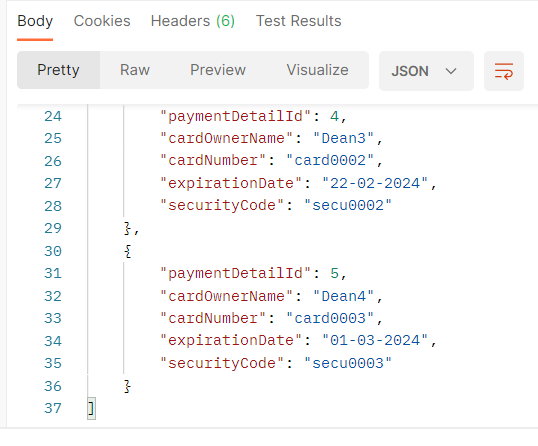 Body Cookies Headers (6) Test Results
Pretty Raw Preview Visualize JSON
24 "paymentDetailId": 4,
25 "cardOwnerName": "Dean3",
26 "cardNumber": "card0002",
27 "expirationDate": "22-02-2024",
28 "securityCode": "secu0002"
29 },
30 {
31 "paymentDetailId": 5,
32 "cardOwnerName": "Dean4",
33 "cardNumber": "card0003",
34 "expirationDate": "01-03-2024",
35 "securityCode": "secu0003"
36 }
37 ]